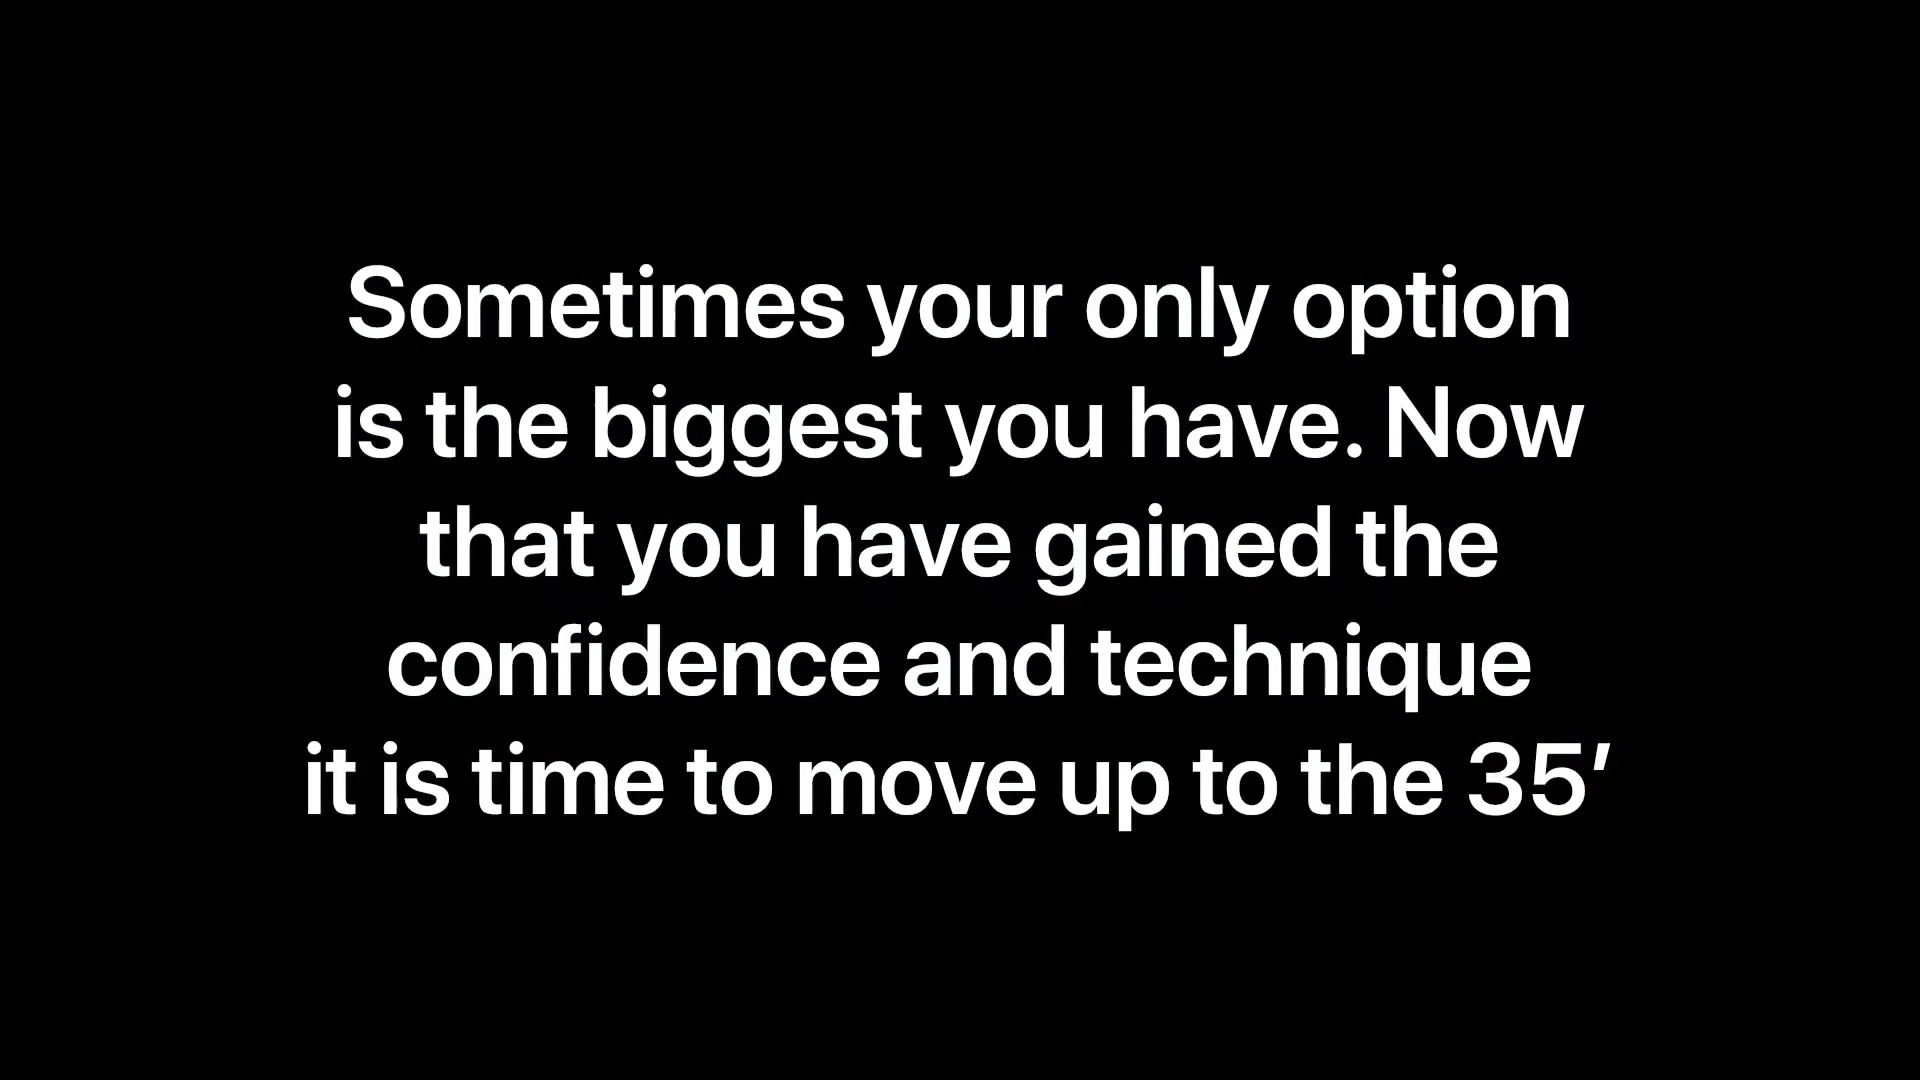 Sometimes your only option
is the biggest you have. Now
that you have gained the
confidence and technique
it is time to move up to the 35’